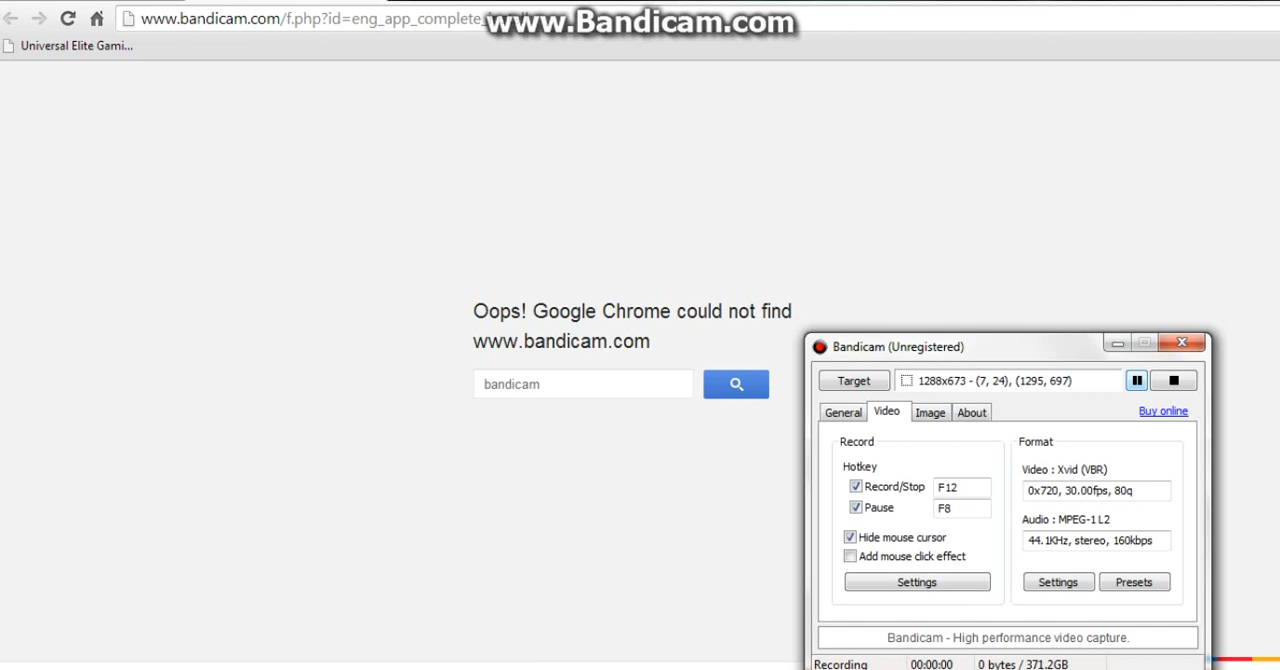 www.bandicam.com/f.php?id=eng_app_complete_
www.Bandicam.com
Universal Elite Gami...
Oops! Google Chrome could not find
www.bandicam.com
bandicam
Bandicam (Unregistered)
Target
1288x673 - (7, 24), (1295, 697)
General
Video
Image
About
Buy online
Record
Format
Hotkey
Video : Xvid (VBR)
Record/Stop
F12
0x720, 30.00fps, 80q
Pause
F8
Audio : MPEG-1 L2
Hide mouse cursor
44.1KHz, stereo, 160kbps
Add mouse click effect
Settings
Settings
Presets
Bandicam - High performance video capture.
Recording
00:00:00
0 bytes / 371.2GB